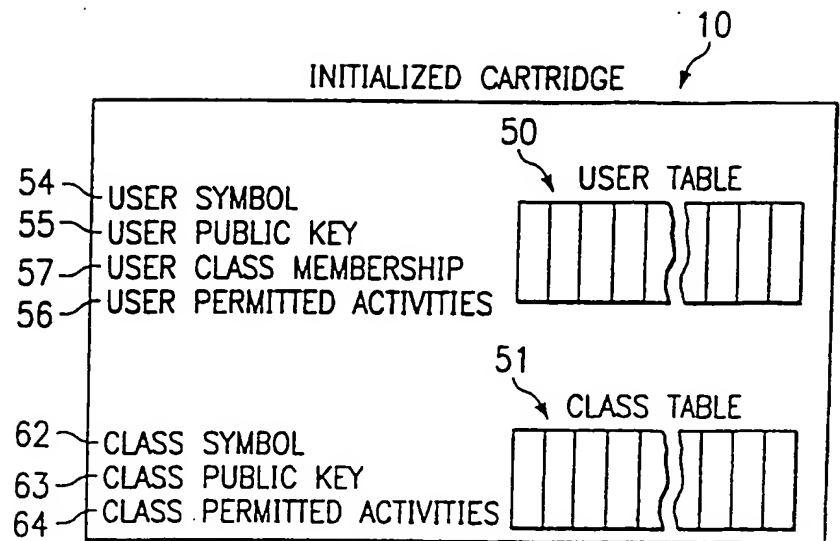 10
INITIALIZED CARTRIDGE
50
USER TABLE
54 USER SYMBOL
55 USER PUBLIC KEY
57 USER CLASS MEMBERSHIP
56 USER PERMITTED ACTIVITIES
51
CLASS TABLE
62 CLASS SYMBOL
63 CLASS PUBLIC KEY
64 CLASS PERMITTED ACTIVITIES